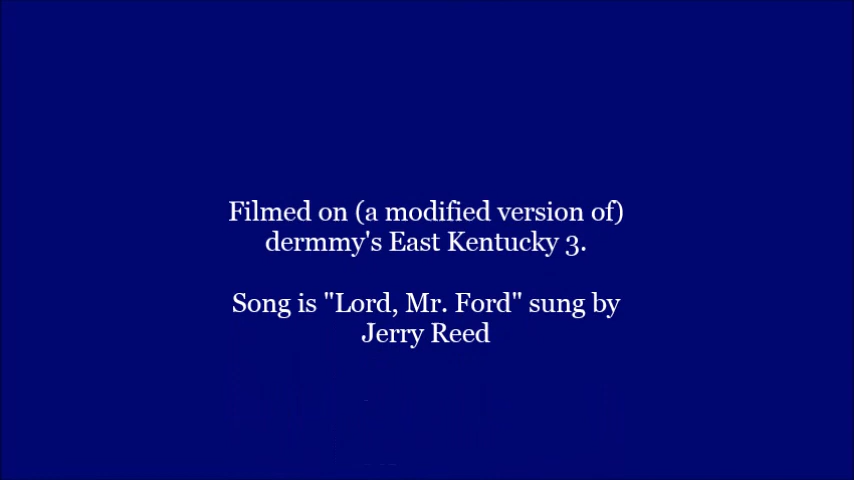 Filmed on (a modified version of)
dermmy's East Kentucky 3.
Song is "Lord, Mr. Ford" sung by
Jerry Reed